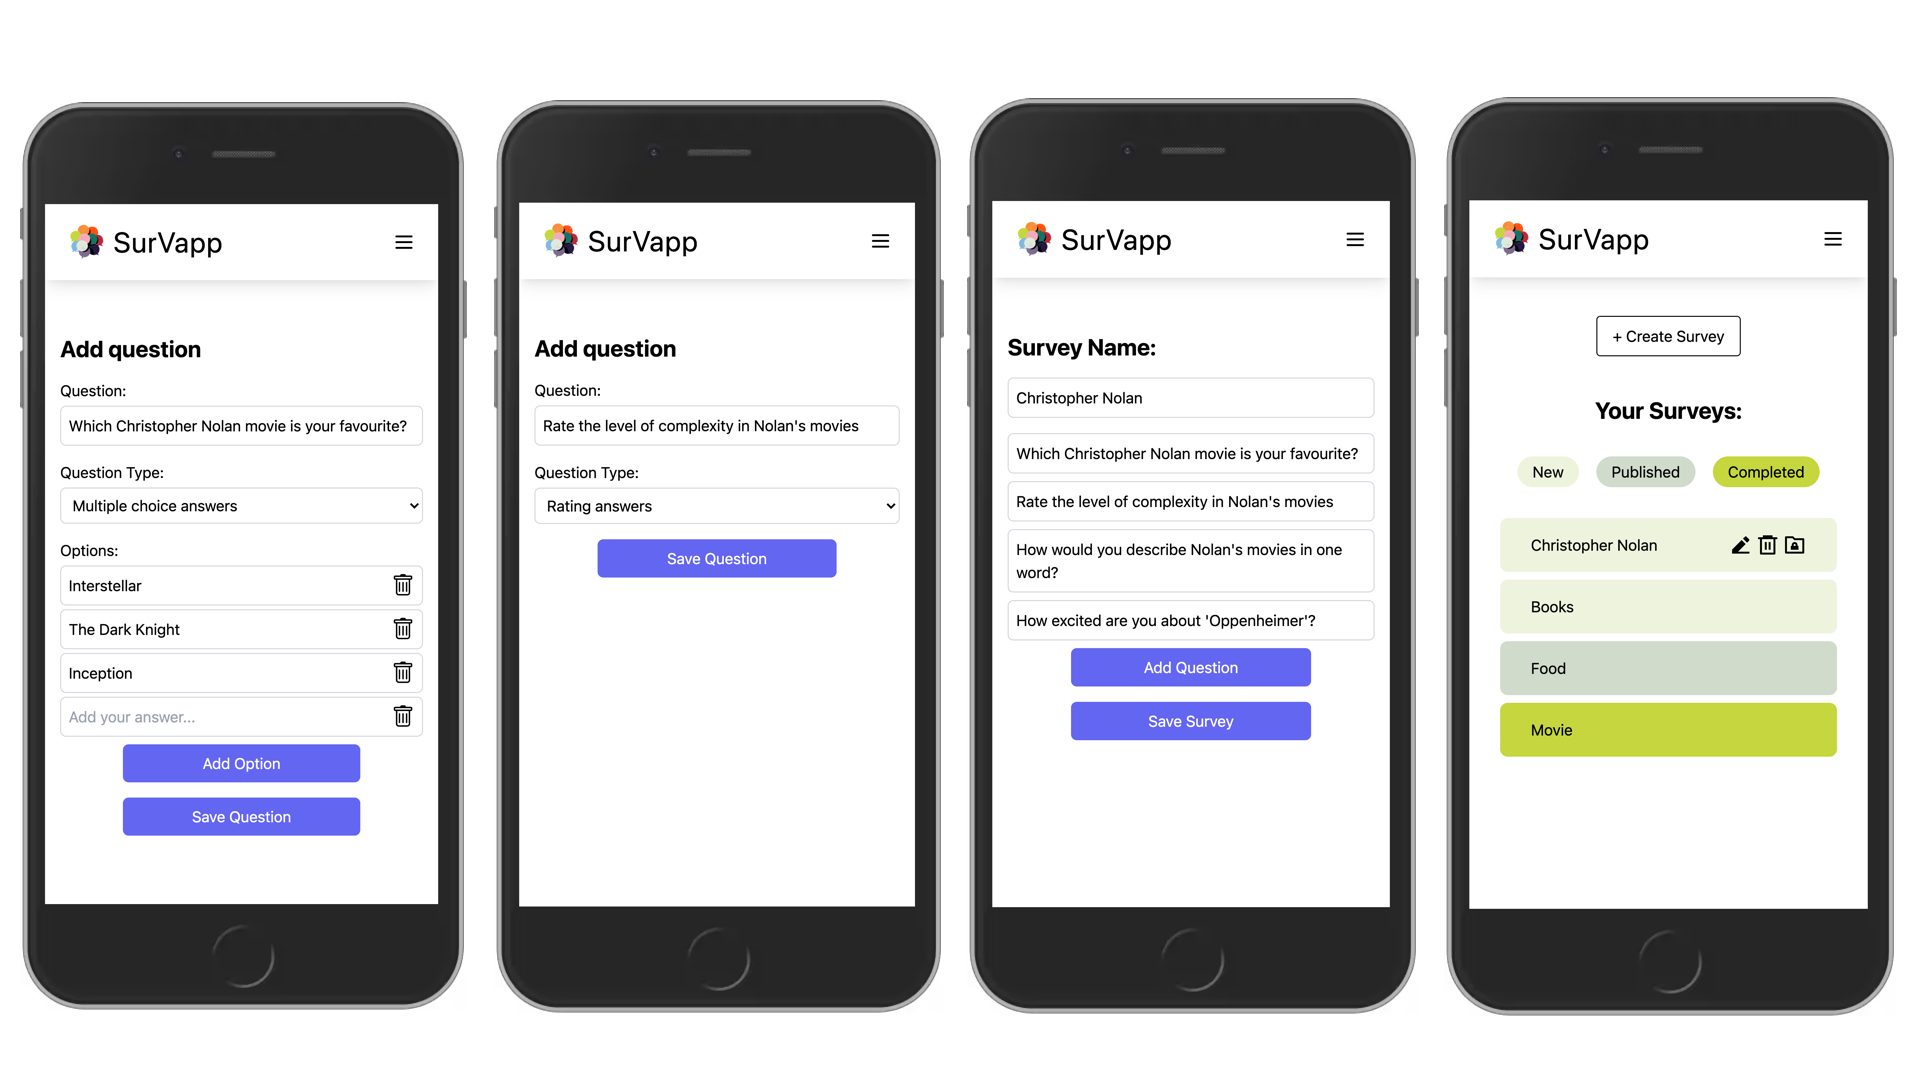 SurVapp
Add question
Question:
Which Christopher Nolan movie is your favourite?
Question Type:
Multiple choice answers
Options:
Interstellar
The Dark Knight
Inception
Add your answer...
Add Option
Save Question
SurVapp
Add question
Question:
Rate the level of complexity in Nolan's movies
Question Type:
Rating answers
Save Question
SurVapp
Survey Name:
Christopher Nolan
Which Christopher Nolan movie is your favourite?
Rate the level of complexity in Nolan's movies
How would you describe Nolan's movies in one
word?
How excited are you about 'Oppenheimer'?
Add Question
Save Survey
SurVapp
+ Create Survey
Your Surveys:
New Published Completed
Christopher Nolan
Books
Food
Movie